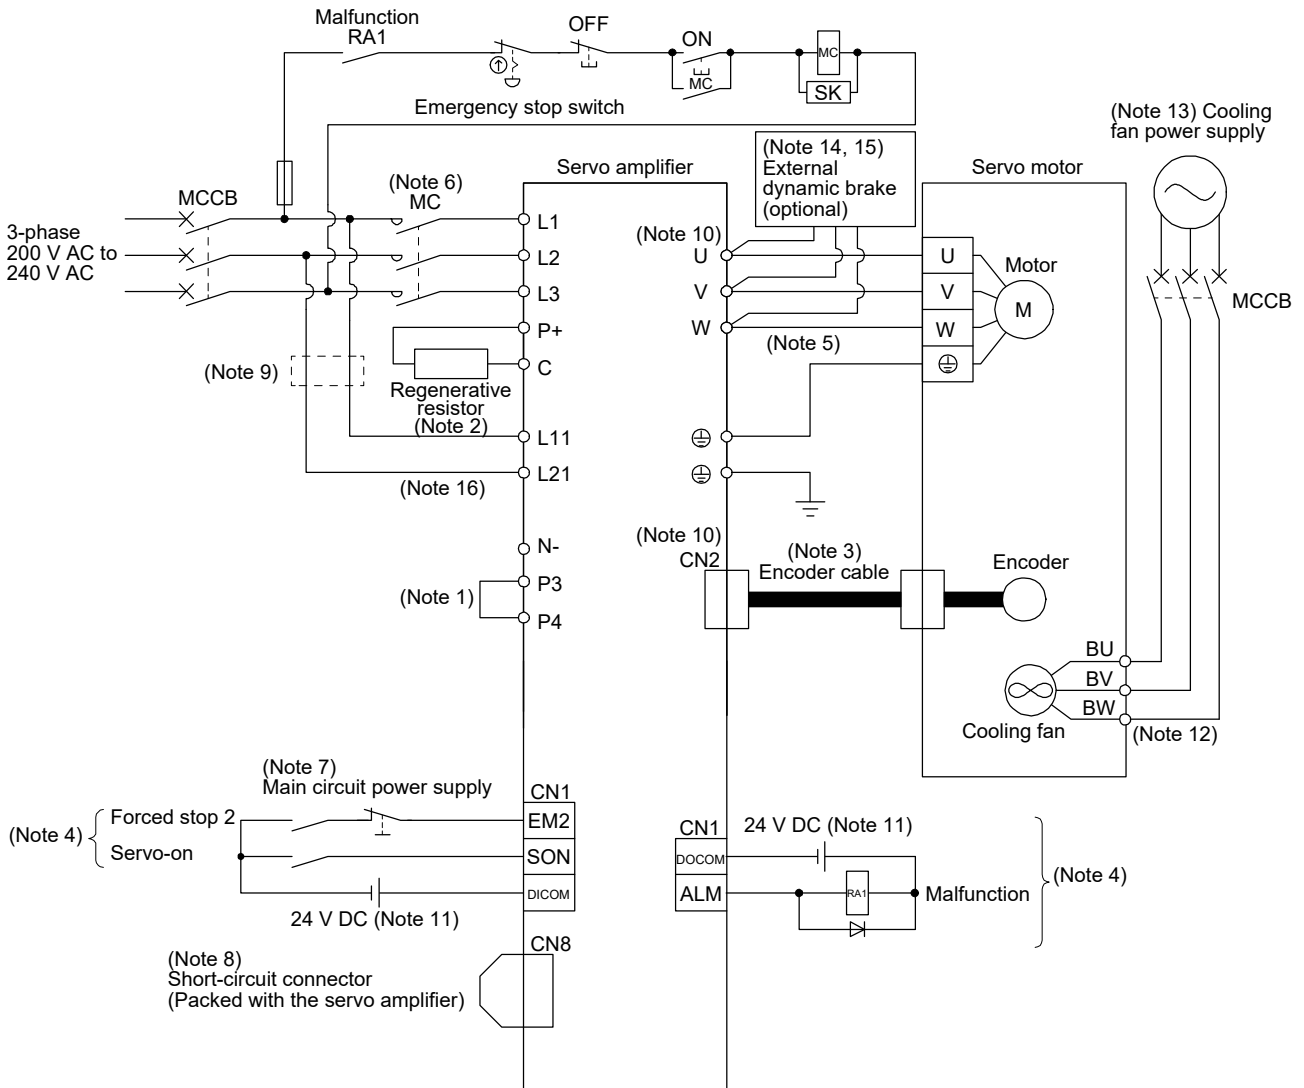 Malfunction
RA1
OFF
ON
MC
MC
SK
Emergency stop switch
(Note 13) Cooling
fan power supply
(Note 14, 15)
External
dynamic brake
(optional)
Servo amplifier
Servo motor
MCCB
(Note 6)
MC
3-phase
200 V AC to
240 V AC
L1
L2
L3
P+
C
(Note 10)
U
V
W
U
V
W
Motor
M
MCCB
(Note 5)
(Note 9)
Regenerative
resistor
(Note 2)
L11
L21
(Note 16)
N-
P3
P4
(Note 1)
(Note 10)
CN2
(Note 3)
Encoder cable
Encoder
BU
BV
BW
Cooling fan
(Note 12)
(Note 7)
Main circuit power supply
CN1
(Note 4)
Forced stop 2
Servo-on
EM2
SON
DICOM
24 V DC (Note 11)
CN1
24 V DC (Note 11)
DOCOM
ALM
RA1
Malfunction
(Note 4)
CN8
(Note 8)
Short-circuit connector
(Packed with the servo amplifier)